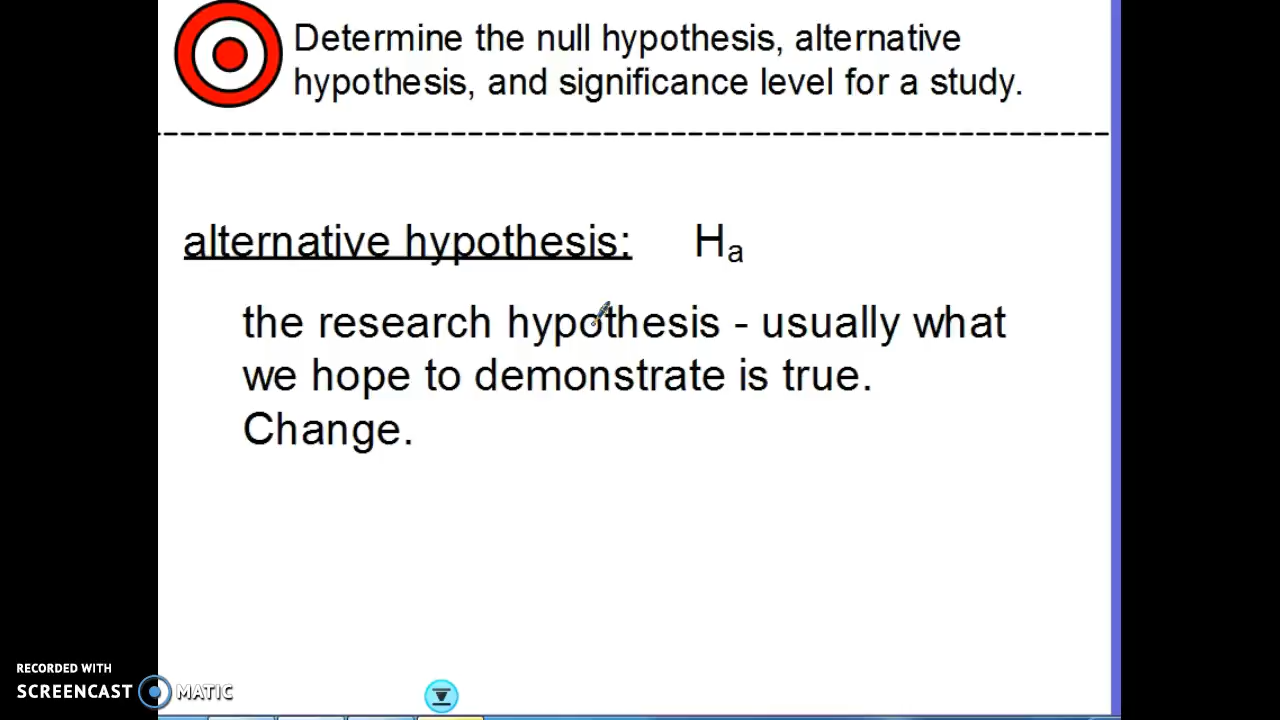 Determine the null hypothesis, alternative
hypothesis, and significance level for a study.
alternative hypothesis: Ha
the research hypothesis - usually what
we hope to demonstrate is true.
Change.
RECORDED WITH
SCREENCAST MATIC